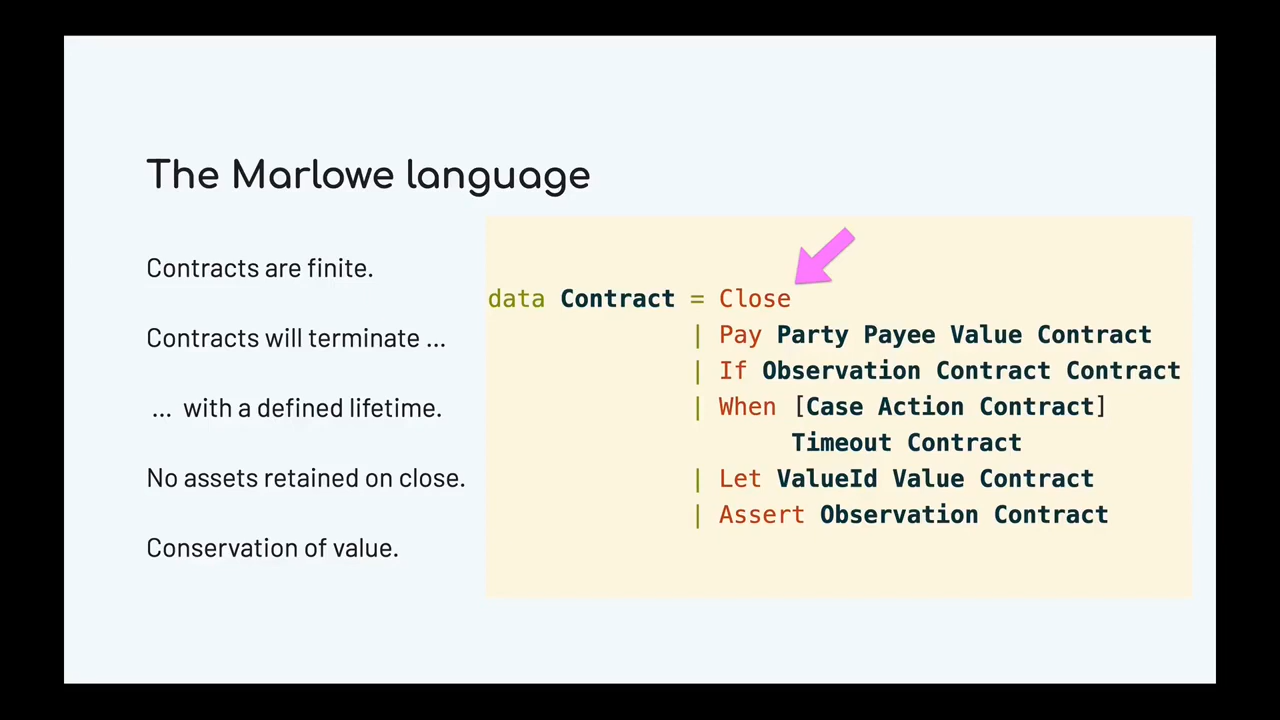 The Marlowe language
Contracts are finite.
Contracts will terminate ...
... with a defined lifetime.
No assets retained on close.
Conservation of value.
data Contract = Close
| Pay Party Payee Value Contract
| If Observation Contract Contract
| When [Case Action Contract]
Timeout Contract
| Let ValueId Value Contract
| Assert Observation Contract